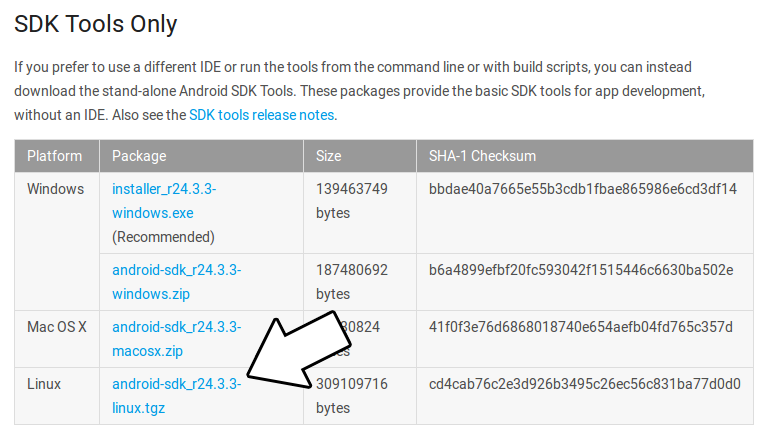 SDK Tools Only
If you prefer to use a different IDE or run the tools from the command line or with build scripts, you can instead
download the stand-alone Android SDK Tools. These packages provide the basic SDK tools for app development,
without an IDE. Also see the SDK tools release notes.
Platform Package Size SHA-1 Checksum
Windows installer_r24.3.3- 139463749 bbdae40a7665e55b3cdb1fbae865986e6cd3df14
windows.exe bytes
(Recommended)
android-sdk_r24.3.3- 187480692 b6a4899efbf20fc593042f1515446c6630ba502e
windows.zip bytes
Mac OS X android-sdk_r24.3.3- 30824 41f0f3e76d6868018740e654aefb04fd765c357d
macosx.zip
Linux android-sdk_r24.3.3- 309109716 cd4cab76c2e3d926b3495c26ec56c831ba77d0d0
linux.tgz bytes